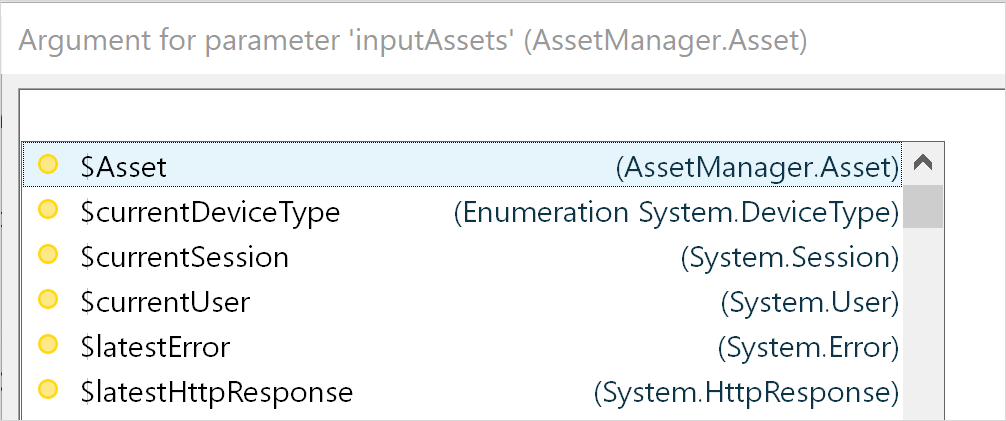 Argument for parameter 'inputAssets' (AssetManager.Asset)
$Asset (AssetManager.Asset)
$currentDeviceType (Enumeration System.DeviceType)
$currentSession (System.Session)
$currentUser (System.User)
$latestError (System.Error)
$latestHttpResponse (System.HttpResponse)